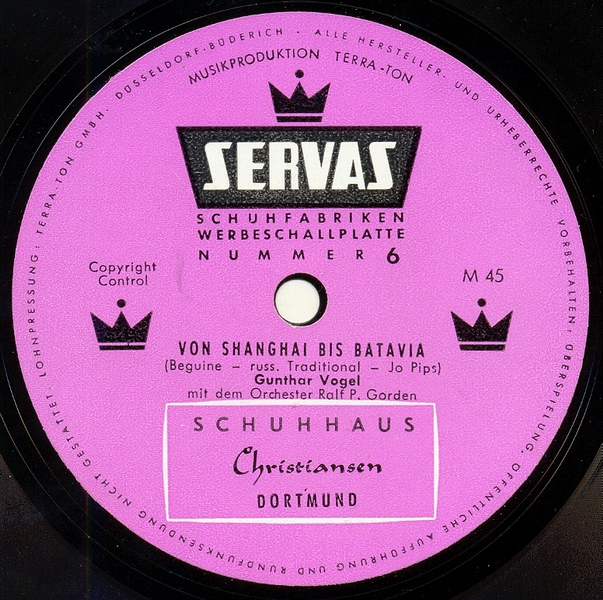 LOHNPRESSUNG: TERRA-TON GMBH. DÜSSELDORF-BÜDERICH - ALLE HERSTELLER- UND URHEBERRECHTE VORBEHALTEN; ÜBERSPIELUNG, ÖFFENTLICHE AUFFÜHRUNG UND RUNDFUNKSENDUNG NICHT GESTATTET.
MUSIKPRODUKTION TERRA-TON
SERVAS
SCHUHFABRIKEN
WERBESCHALLPLATTE
NUMMER 6
Copyright
Control
M 45
VON SHANGHAI BIS BATAVIA
(Beguine – russ. Traditional – Jo Pips)
Gunthar Vogel
mit dem Orchester Ralf P. Gorden
SCHUHHAUS
Christiansen
DORTMUND